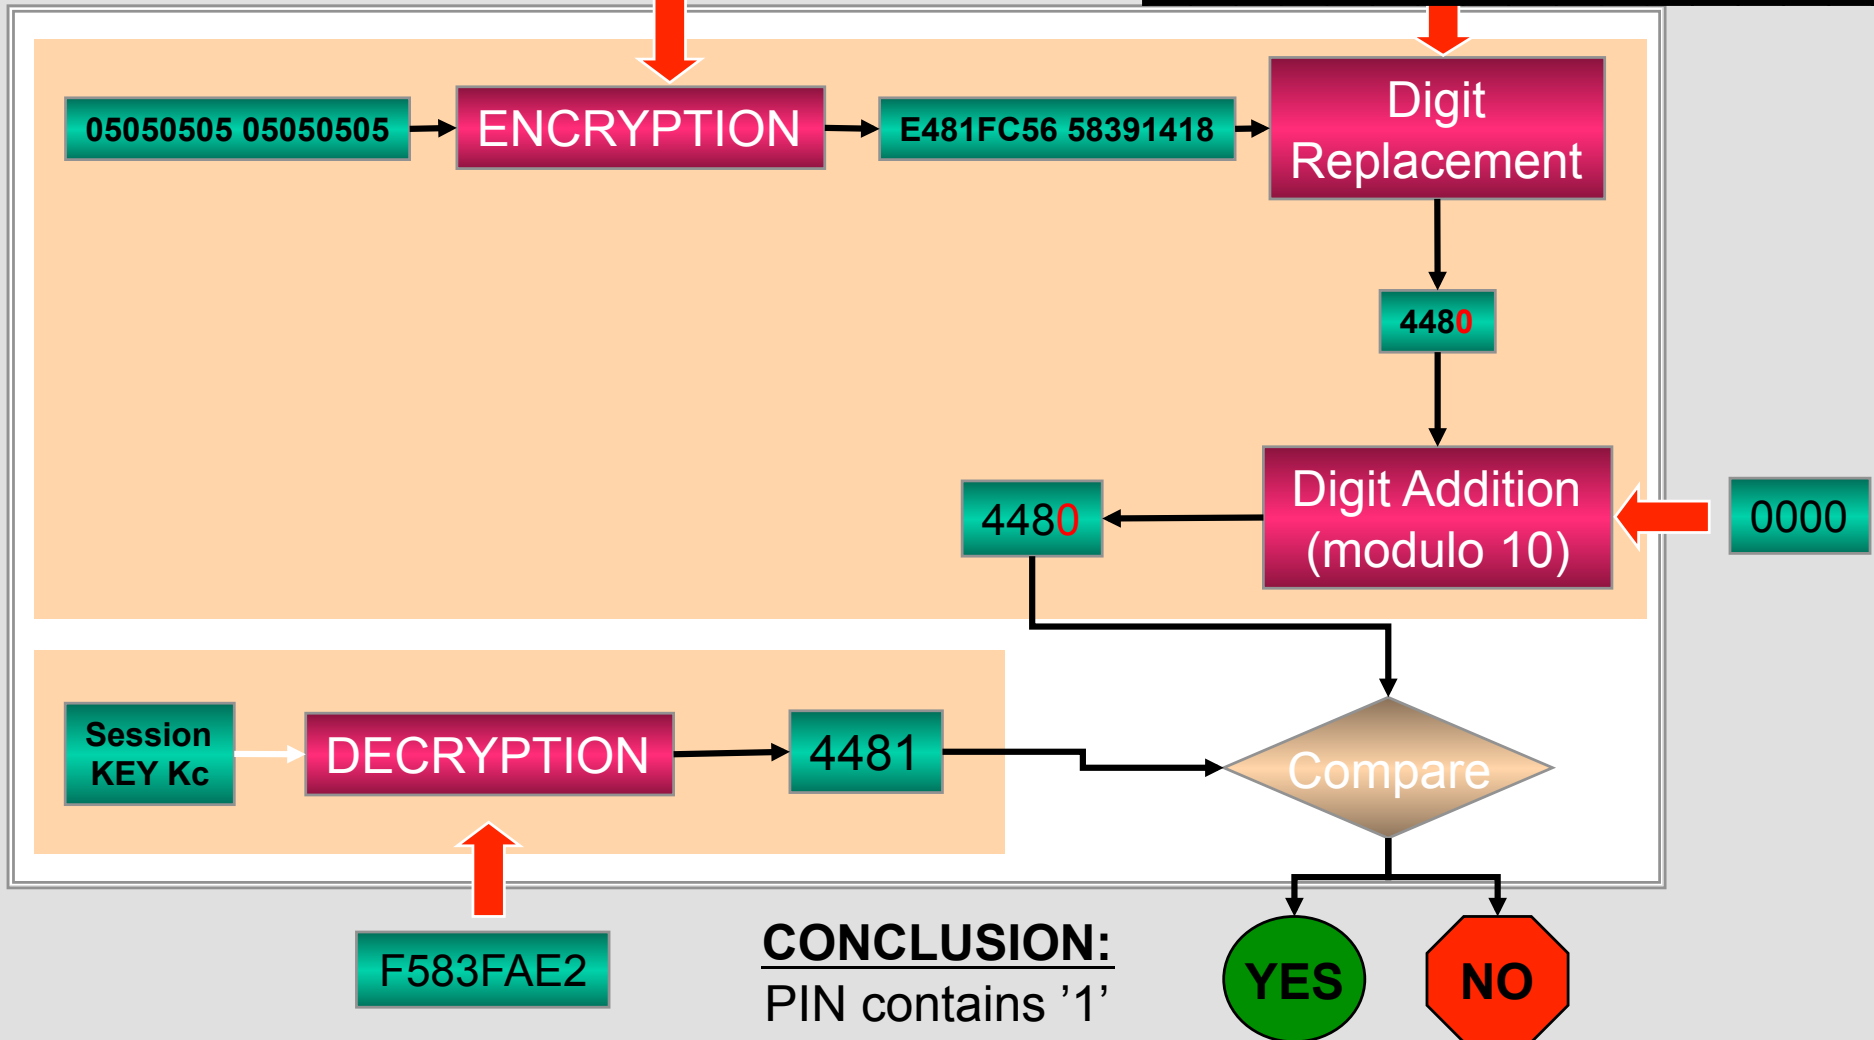 05050505 05050505
ENCRYPTION
E481FC56 58391418
Digit
Replacement
4480
Digit Addition
(modulo 10)
0000
4480
Session
KEY Kc
DECRYPTION
4481
Compare
F583FAE2
CONCLUSION:
PIN contains ’1’
YES
NO